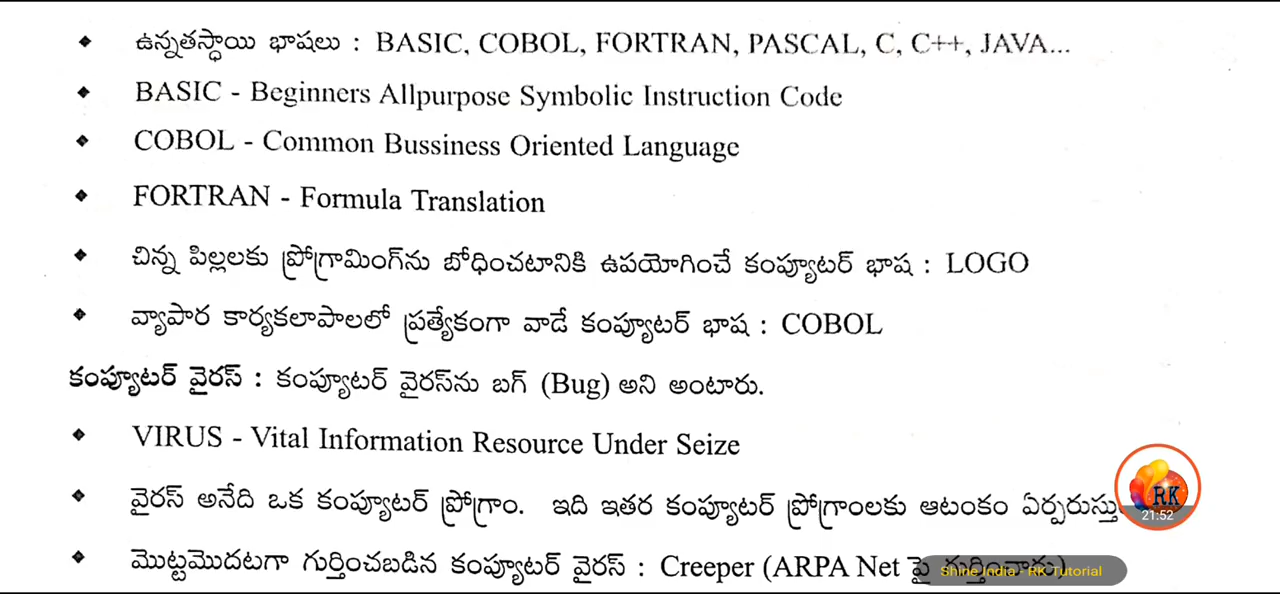 ❖ ఉన్నతస్థాయి భాషలు : BASIC, COBOL, FORTRAN, PASCAL, C, C++, JAVA...
❖ BASIC - Beginners Allpurpose Symbolic Instruction Code
❖ COBOL - Common Bussiness Oriented Language
❖ FORTRAN - Formula Translation
❖ చిన్న పిల్లలకు ప్రోగ్రామింగ్‌ను బోధించటానికి ఉపయోగించే కంప్యూటర్ భాష : LOGO
❖ వ్యాపార కార్యకలాపాలలో ప్రత్యేకంగా వాడే కంప్యూటర్ భాష : COBOL
కంప్యూటర్ వైరస్ : కంప్యూటర్ వైరస్‌ను బగ్ (Bug) అని అంటారు.
❖ VIRUS - Vital Information Resource Under Seize
❖ వైరస్ అనేది ఒక కంప్యూటర్ ప్రోగ్రాం. ఇది ఇతర కంప్యూటర్ ప్రోగ్రాంలకు ఆటంకం
RK
21:52
❖ మొట్టమొదటగా గుర్తించబడిన కంప్యూటర్ వైరస్ : Creeper (ARPA Net పై గుర్తించారు)
Shine India - RK Tutorial